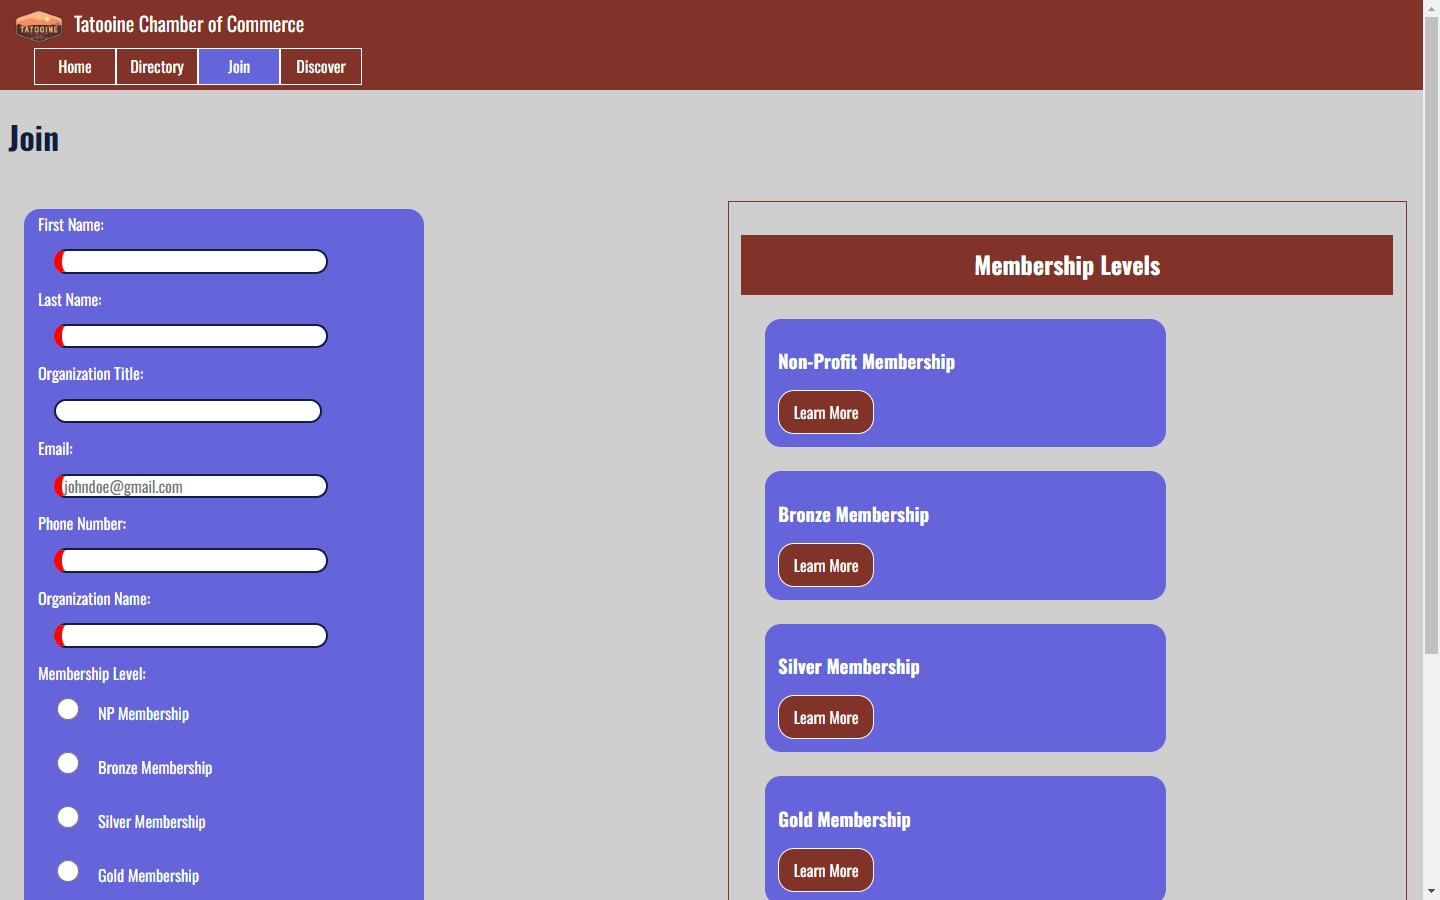 TATOOINE
Tatooine Chamber of Commerce
Home
Directory
Join
Discover
Join
First Name:
Last Name:
Organization Title:
Email:
johndoe@gmail.com
Phone Number:
Organization Name:
Membership Level:
NP Membership
Bronze Membership
Silver Membership
Gold Membership
Membership Levels
Non-Profit Membership
Learn More
Bronze Membership
Learn More
Silver Membership
Learn More
Gold Membership
Learn More